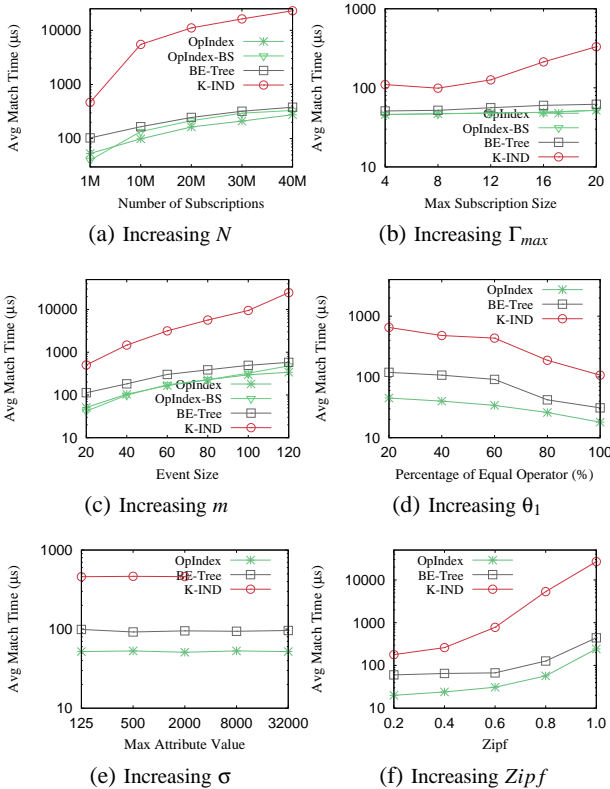 Avg Match Time (μs)
10000
1000
100
OpIndex
OpIndex-BS
BE-Tree
K-IND
1M 10M 20M 30M 40M
Number of Subscriptions
(a) Increasing N
Avg Match Time (μs)
1000
100
10
OpIndex
OpIndex-BS
BE-Tree
K-IND
4 8 12 16 20
Max Subscription Size
(b) Increasing Γmax
Avg Match Time (μs)
10000
1000
100
10
OpIndex
OpIndex-BS
BE-Tree
K-IND
20 40 60 80 100 120
Event Size
(c) Increasing m
Avg Match Time (μs)
1000
100
10
OpIndex
BE-Tree
K-IND
20 40 60 80 100
Percentage of Equal Operator (%)
(d) Increasing θ1
Avg Match Time (μs)
1000
100
10
OpIndex
BE-Tree
K-IND
125 500 2000 8000 32000
Max Attribute Value
(e) Increasing σ
Avg Match Time (μs)
10000
1000
100
10
OpIndex
BE-Tree
K-IND
0.2 0.4 0.6 0.8 1.0
Zipf
(f) Increasing Zipf